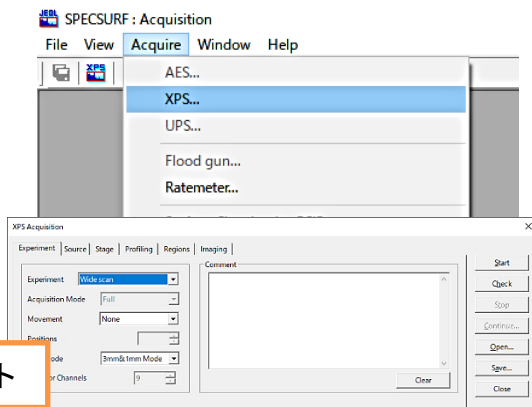 JEOL SPECSURF : Acquisition
File View Acquire Window Help
XPS
AES...
XPS...
UPS...
Flood gun...
Ratemeter...
XPS Acquisition
Experiment Source Stage Profiling Regions Imaging
Experiment Wide scan
Acquisition Mode Full
Movement None
Positions
3mm&1mm Mode
Channels 9
Comment
Clear
Start
Check
Stop
Continue...
Open...
Save...
Close
ト